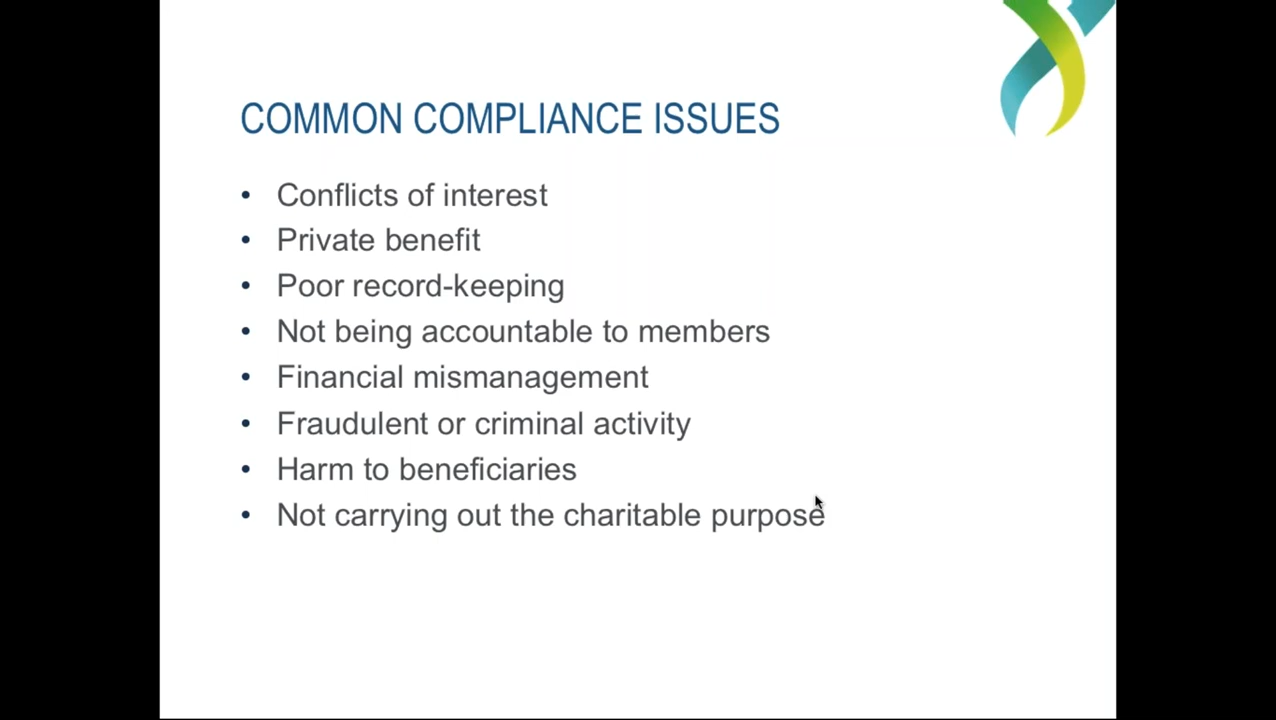 COMMON COMPLIANCE ISSUES
• Conflicts of interest
• Private benefit
• Poor record-keeping
• Not being accountable to members
• Financial mismanagement
• Fraudulent or criminal activity
• Harm to beneficiaries
• Not carrying out the charitable purpose